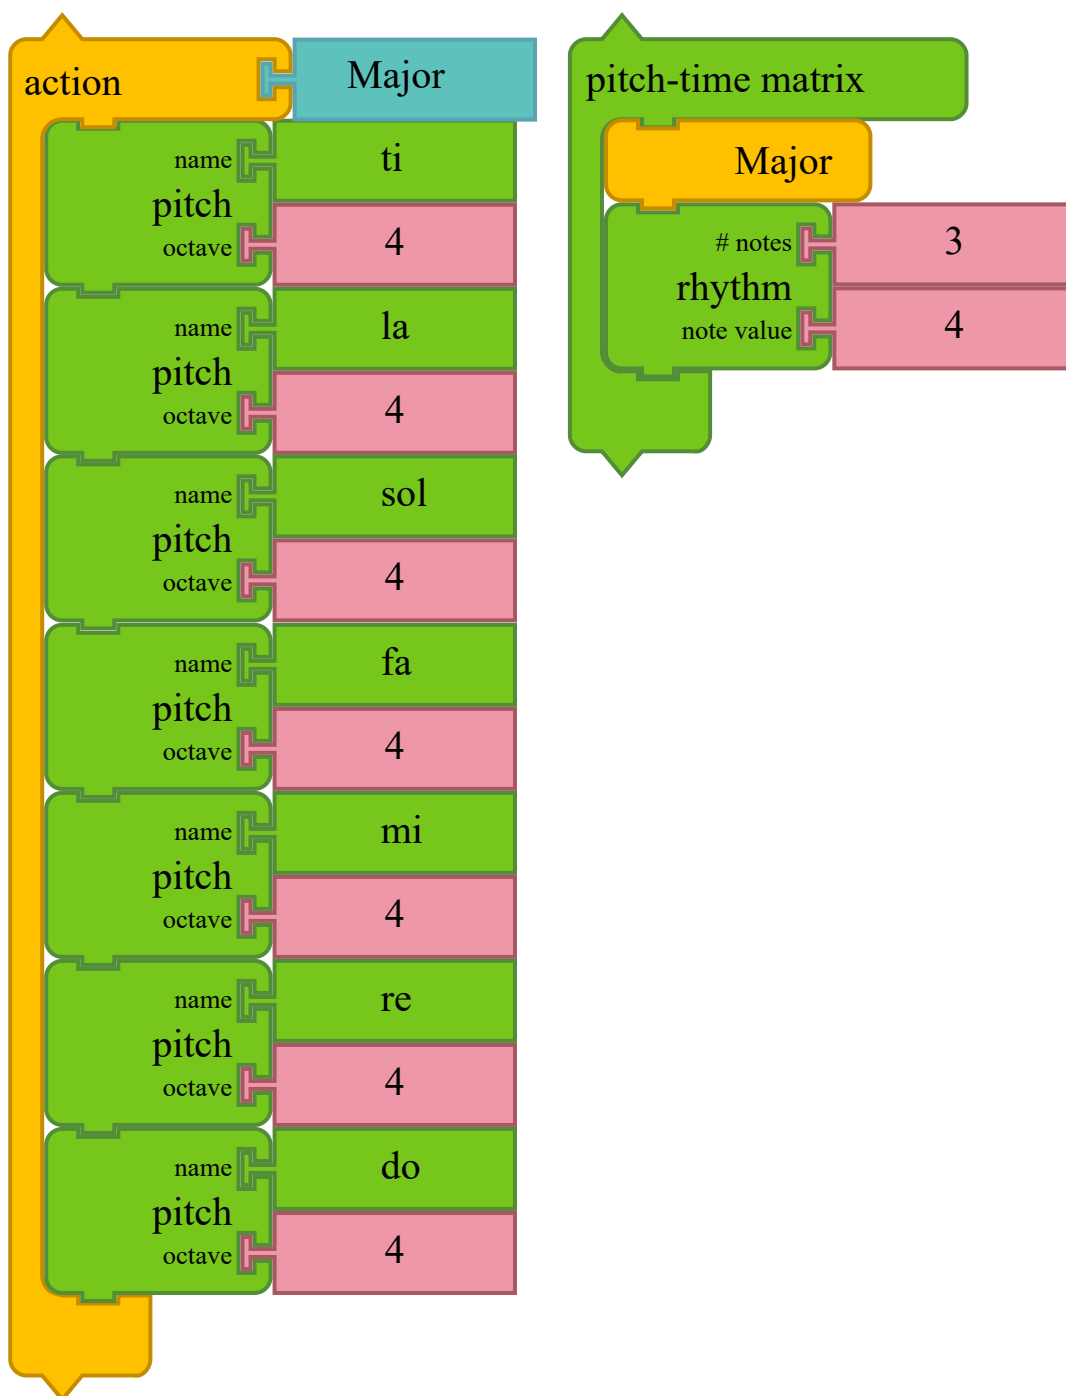 action Major
name ti
pitch
octave 4
name la
pitch
octave 4
name sol
pitch
octave 4
name fa
pitch
octave 4
name mi
pitch
octave 4
name re
pitch
octave 4
name do
pitch
octave 4
pitch-time matrix
Major
# notes 3
rhythm
note value 4